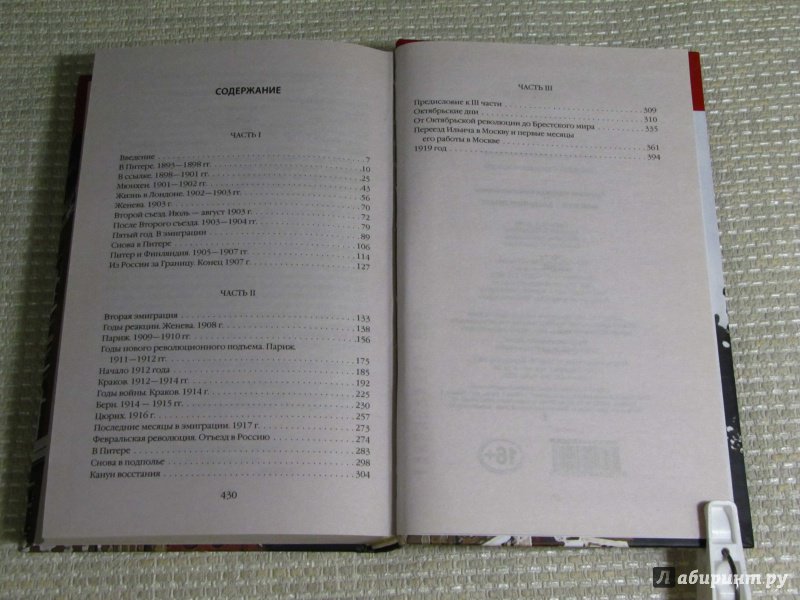 СОДЕРЖАНИЕ
ЧАСТЬ I
Введение 7
В Питере. 1893—1898 гг. 10
В ссылке. 1898—1901 гг. 25
Мюнхен. 1901—1902 гг. 43
Жизнь в Лондоне. 1902—1903 гг. 56
Женева. 1903 г. 70
Второй съезд. Июль — август 1903 г. 72
После Второго съезда. 1903—1904 гг. 79
Пятый год. В эмиграции 89
Снова в Питере 106
Питер и Финляндия. 1905—1907 гг. 114
Из России за Границу. Конец 1907 г. 127
ЧАСТЬ II
Вторая эмиграция 133
Годы реакции. Женева. 1908 г. 138
Париж. 1909—1910 гг. 156
Годы нового революционного подъема. Париж.
1911—1912 гг. 175
Начало 1912 года 185
Краков. 1912—1914 гг. 192
Годы войны. Краков. 1914 г. 225
Берн. 1914 — 1915 гг. 230
Цюрих. 1916 г. 257
Последние месяцы в эмиграции. 1917 г. 273
Февральская революция. Отъезд в Россию 274
В Питере 283
Снова в подполье 298
Канун восстания 304
430
ЧАСТЬ III
Предисловие к III части 309
Октябрьские дни 310
От Октябрьской революции до Брестского мира 335
Переезд Ильича в Москву и первые месяцы
его работы в Москве 361
1919 год 394
16+
Лабиринт.ру